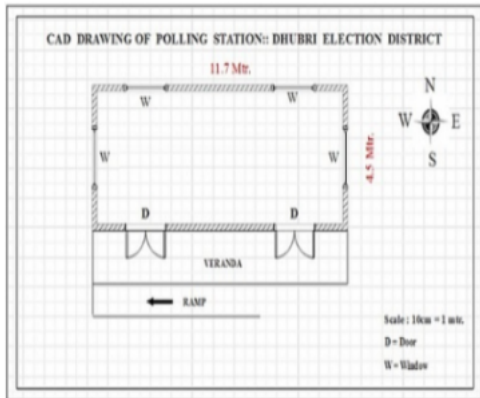 CAD DRAWING OF POLLING STATION:: DHUBRI ELECTION DISTRICT
11.7 Mtr.
N
W E
S
W
W
W
W
4.5 Mtr.
D
D
VERANDA
RAMP
Scale : 10cm = 1 mtr.
D = Door
W = Window